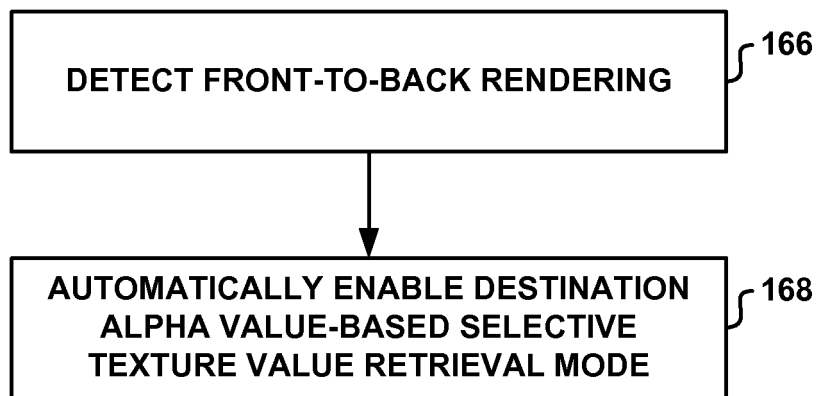 DETECT FRONT-TO-BACK RENDERING
166
AUTOMATICALLY ENABLE DESTINATION
ALPHA VALUE-BASED SELECTIVE
TEXTURE VALUE RETRIEVAL MODE
168